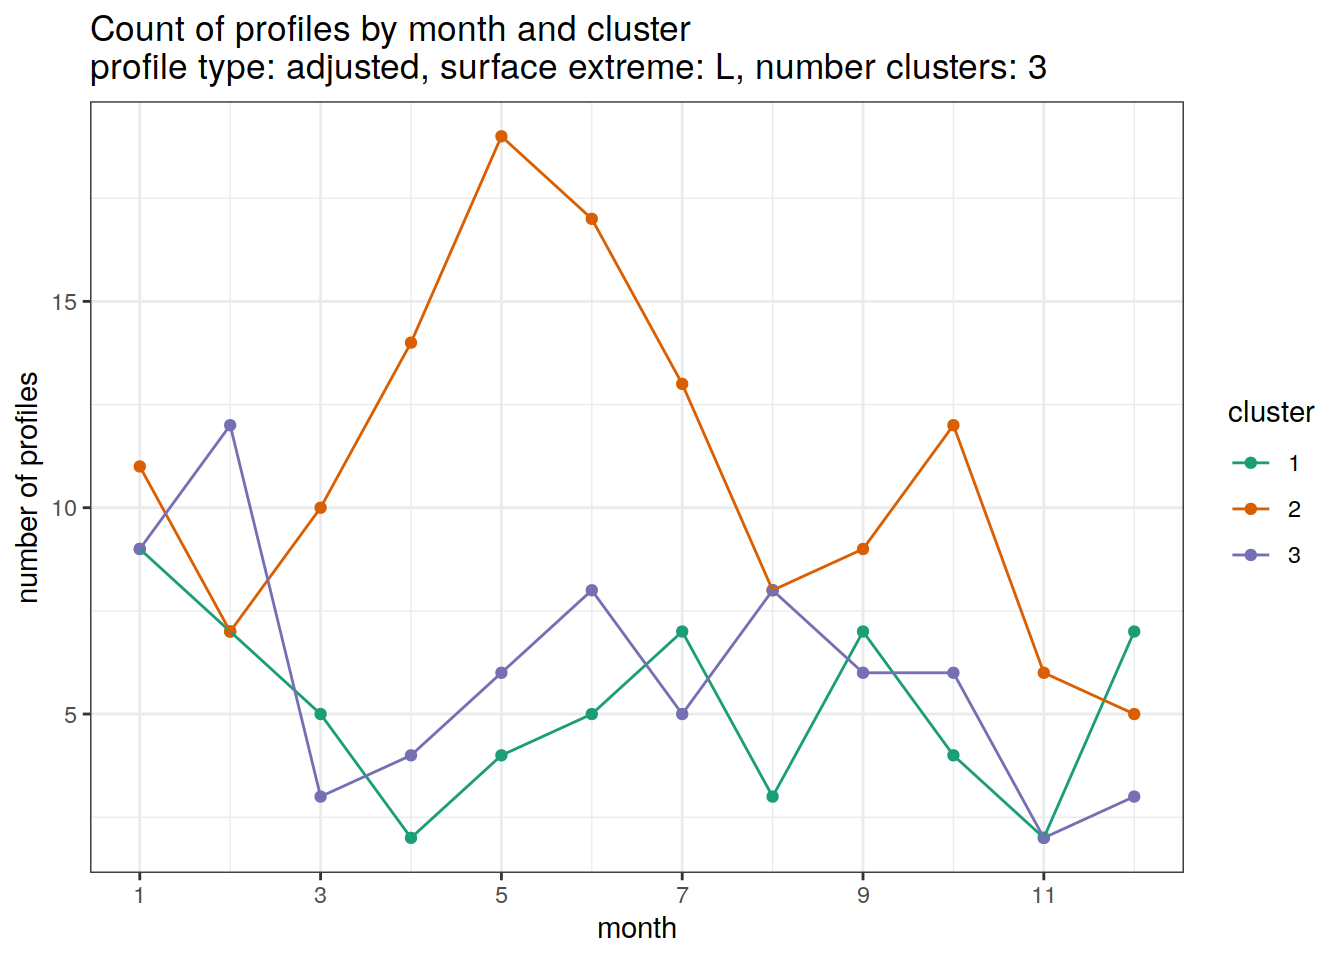 Count of profiles by month and cluster
profile type: adjusted, surface extreme: L, number clusters: 3
number of profiles
15
10
5
1
3
5
7
9
11
month
cluster
1
2
3